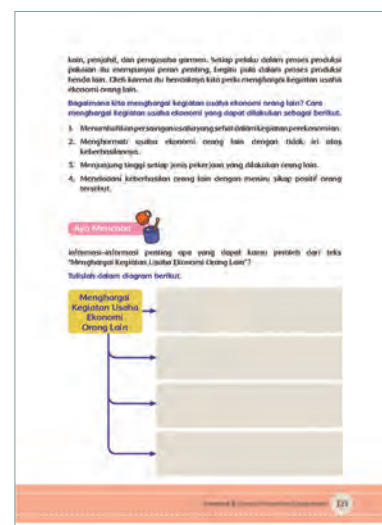 kain, penjahit, dan pengusaha garmen. Setiap pelaku dalam proses produksi
pakaian itu mempunyai peran penting, begitu pula dalam proses produksi
benda lain. Oleh karena itu hendaknya kita perlu menghargai kegiatan usaha
ekonomi orang lain.
Bagaimana kita menghargai kegiatan usaha ekonomi orang lain? Cara
menghargai kegiatan usaha ekonomi yang dapat dilakukan sebagai berikut.
1. Menumbuhkan persaingan usaha yang sehat dalam kegiatan perekonomian.
2. Menghormati usaha ekonomi orang lain dengan tidak iri atas
keberhasilannya.
3. Menjunjung tinggi setiap jenis pekerjaan yang dilakukan orang lain.
4. Meneladani keberhasilan orang lain dengan meniru sikap positif orang
tersebut.
Ayo Mencoba
Informasi-informasi penting apa yang dapat kamu peroleh dari teks
"Menghargai Kegiatan Usaha Ekonomi Orang Lain"?
Tulislah dalam diagram berikut.
Menghargai
Kegiatan Usaha
Ekonomi
Orang Lain